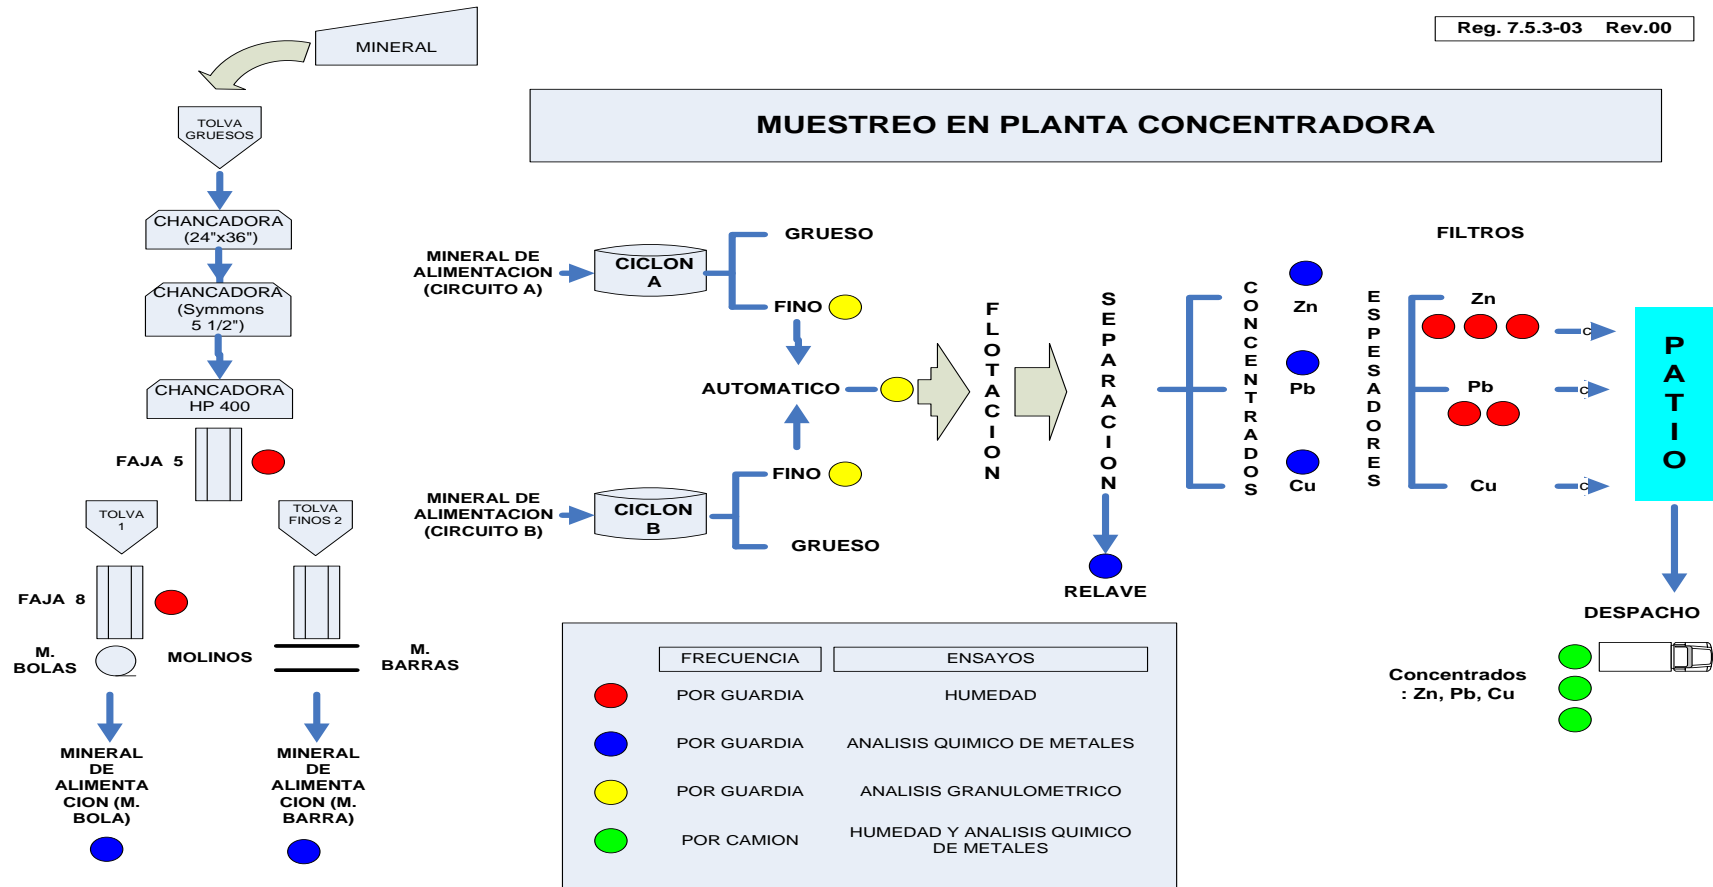 MINERAL
Reg. 7.5.3-03 Rev.00
TOLVA
GRUESOS
MUESTREO EN PLANTA CONCENTRADORA
CHANCADORA
(24"x36")
CHANCADORA
(Symmons
5 1/2")
CHANCADORA
HP 400
FAJA 5
TOLVA
1
TOLVA
FINOS 2
FAJA 8
M.
BOLAS
MOLINOS
M.
BARRAS
MINERAL
DE
ALIMENTA
CION (M.
BOLA)
MINERAL
DE
ALIMENTA
CION (M.
BARRA)
MINERAL DE
ALIMENTACION
(CIRCUITO A)
CICLON
A
GRUESO
FINO
AUTOMATICO
FINO
MINERAL DE
ALIMENTACION
(CIRCUITO B)
CICLON
B
GRUESO
FLOTACION
SEPARACION
RELAVE
CONCENTRADOS
Zn
Pb
Cu
ESPESADORES
FILTROS
Zn
Pb
Cu
C
C
C
PATIO
DESPACHO
Concentrados
: Zn, Pb, Cu
FRECUENCIA ENSAYOS
POR GUARDIA HUMEDAD
POR GUARDIA ANALISIS QUIMICO DE METALES
POR GUARDIA ANALISIS GRANULOMETRICO
POR CAMION HUMEDAD Y ANALISIS QUIMICO
DE METALES